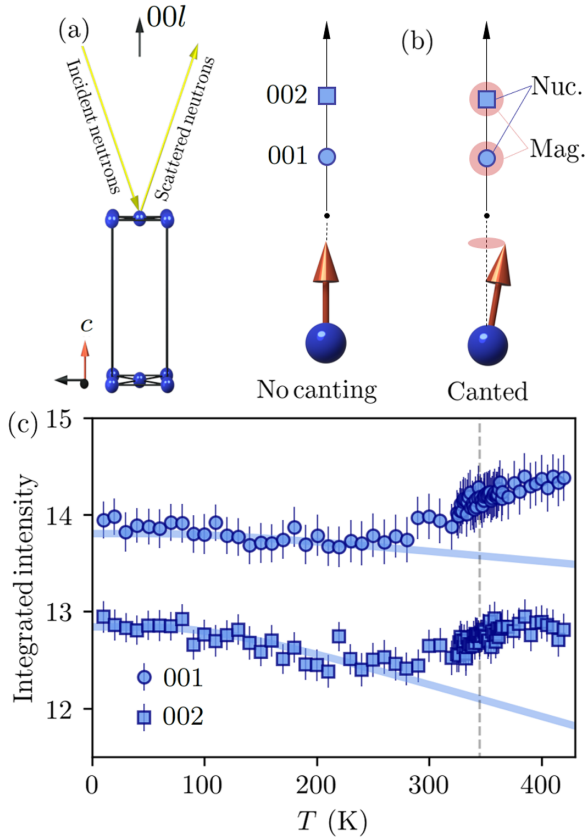 (a)
00l
Incident neutrons
Scattered neutrons
c
(b)
002
001
Nuc.
Mag.
No canting
Canted
(c)
Integrated intensity
15
14
13
12
001
002
0
100
200
300
400
T (K)